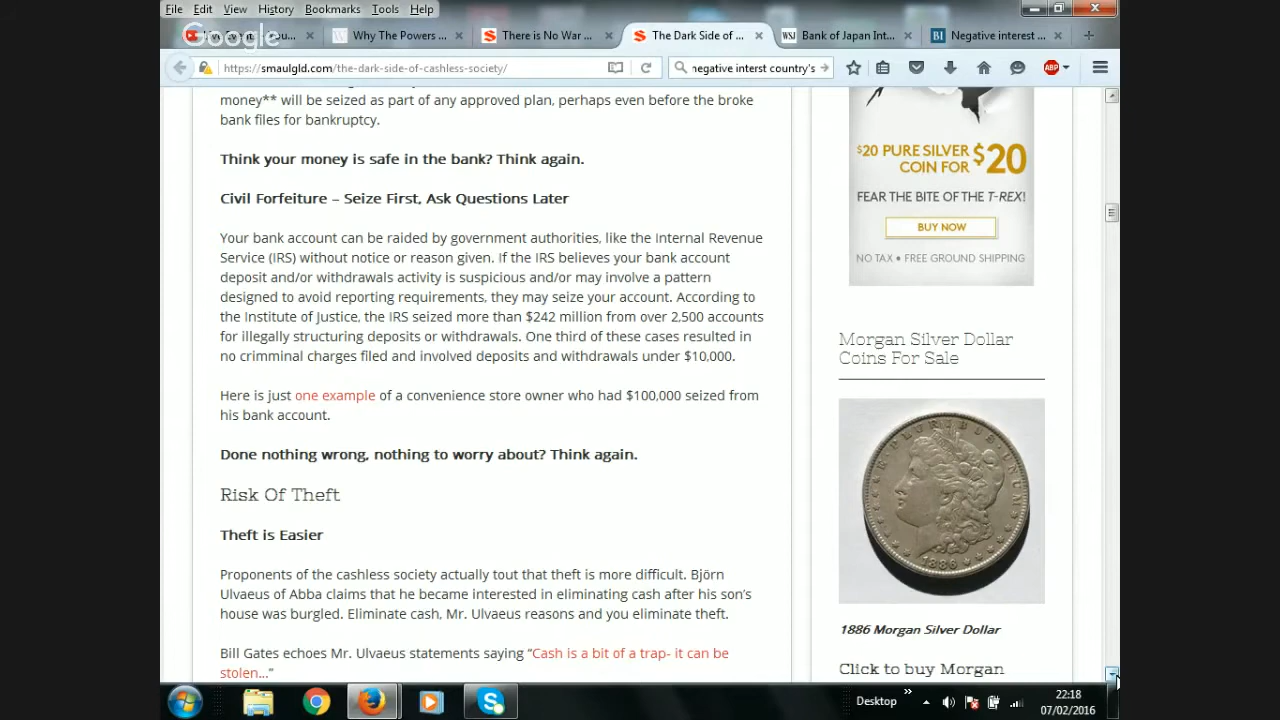 File Edit View History Bookmarks Tools Help
Google
Why The Powers ...
There is No War ...
The Dark Side of ...
Bank of Japan Int...
Negative interest ...
https://smaulgld.com/the-dark-side-of-cashless-society/
negative interst country's
money** will be seized as part of any approved plan, perhaps even before the broke
bank files for bankruptcy.
Think your money is safe in the bank? Think again.
Civil Forfeiture – Seize First, Ask Questions Later
Your bank account can be raided by government authorities, like the Internal Revenue
Service (IRS) without notice or reason given. If the IRS believes your bank account
deposit and/or withdrawals activity is suspicious and/or may involve a pattern
designed to avoid reporting requirements, they may seize your account. According to
the Institute of Justice, the IRS seized more than $242 million from over 2,500 accounts
for illegally structuring deposits or withdrawals. One third of these cases resulted in
no crimminal charges filed and involved deposits and withdrawals under $10,000.
Here is just one example of a convenience store owner who had $100,000 seized from
his bank account.
Done nothing wrong, nothing to worry about? Think again.
Risk Of Theft
Theft is Easier
Proponents of the cashless society actually tout that theft is more difficult. Björn
Ulvaeus of Abba claims that he became interested in eliminating cash after his son's
house was burgled. Eliminate cash, Mr. Ulvaeus reasons and you eliminate theft.
Bill Gates echoes Mr. Ulvaeus statements saying “Cash is a bit of a trap- it can be
stolen...”
$20 PURE SILVER
COIN FOR $20
FEAR THE BITE OF THE T-REX!
BUY NOW
NO TAX • FREE GROUND SHIPPING
Morgan Silver Dollar
Coins For Sale
E PLURIBUS UNUM
1886
1886 Morgan Silver Dollar
Click to buy Morgan
Desktop
22:18
07/02/2016